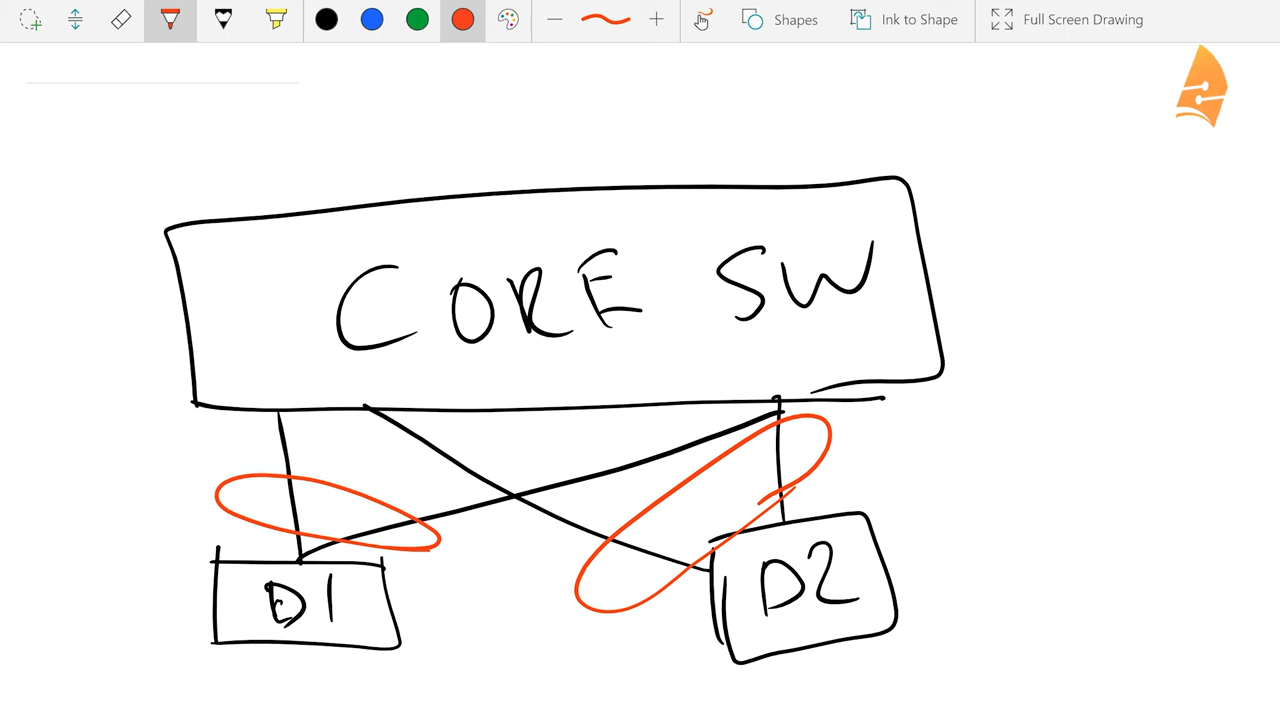 Shapes
Ink to Shape
Full Screen Drawing
CORE SW
D1
D2